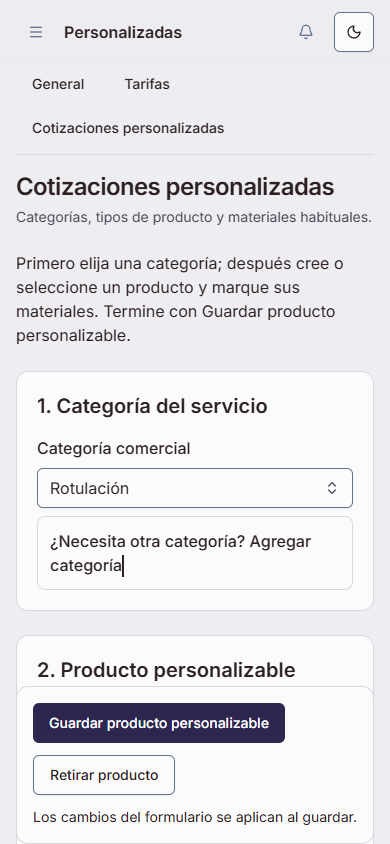 Personalizadas
General Tarifas
Cotizaciones personalizadas
Cotizaciones personalizadas
Categorías, tipos de producto y materiales habituales.
Primero elija una categoría; después cree o
seleccione un producto y marque sus
materiales. Termine con Guardar producto
personalizable.
1. Categoría del servicio
Categoría comercial
Rotulación
¿Necesita otra categoría? Agregar
categoría
2. Producto personalizable
Guardar producto personalizable
Retirar producto
Los cambios del formulario se aplican al guardar.